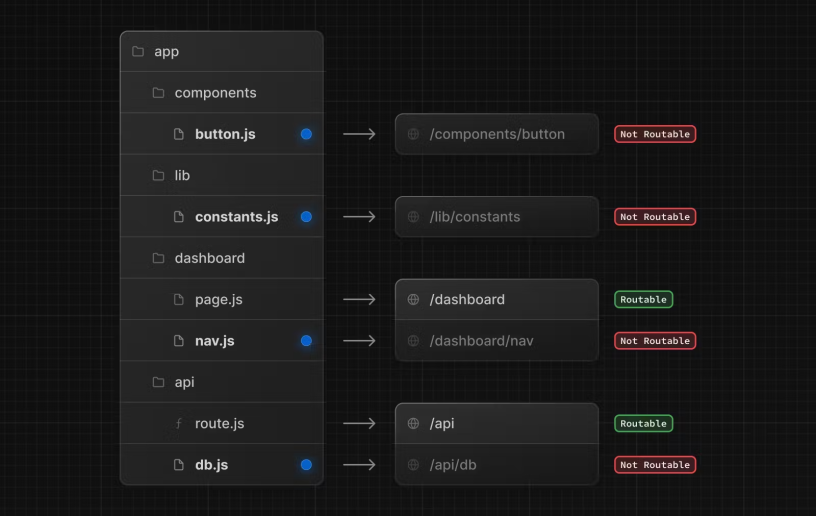 app
components
button.js /components/button Not Routable
lib
constants.js /lib/constants Not Routable
dashboard
page.js /dashboard Routable
nav.js /dashboard/nav Not Routable
api
route.js /api Routable
db.js /api/db Not Routable